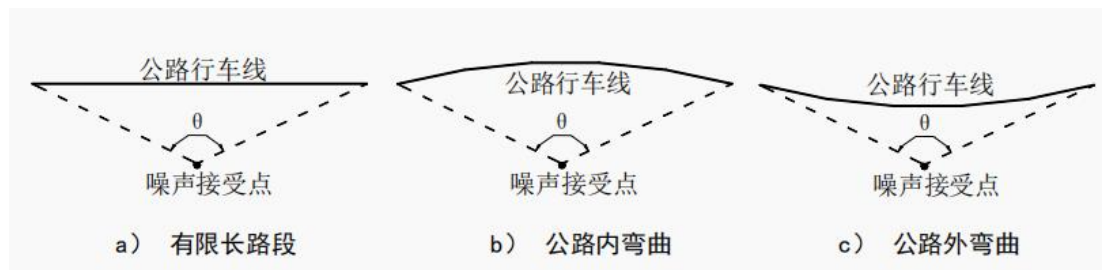 公路行车线
θ
噪声接受点
a） 有限长路段
公路行车线
θ
噪声接受点
b） 公路内弯曲
公路行车线
θ
噪声接受点
c） 公路外弯曲